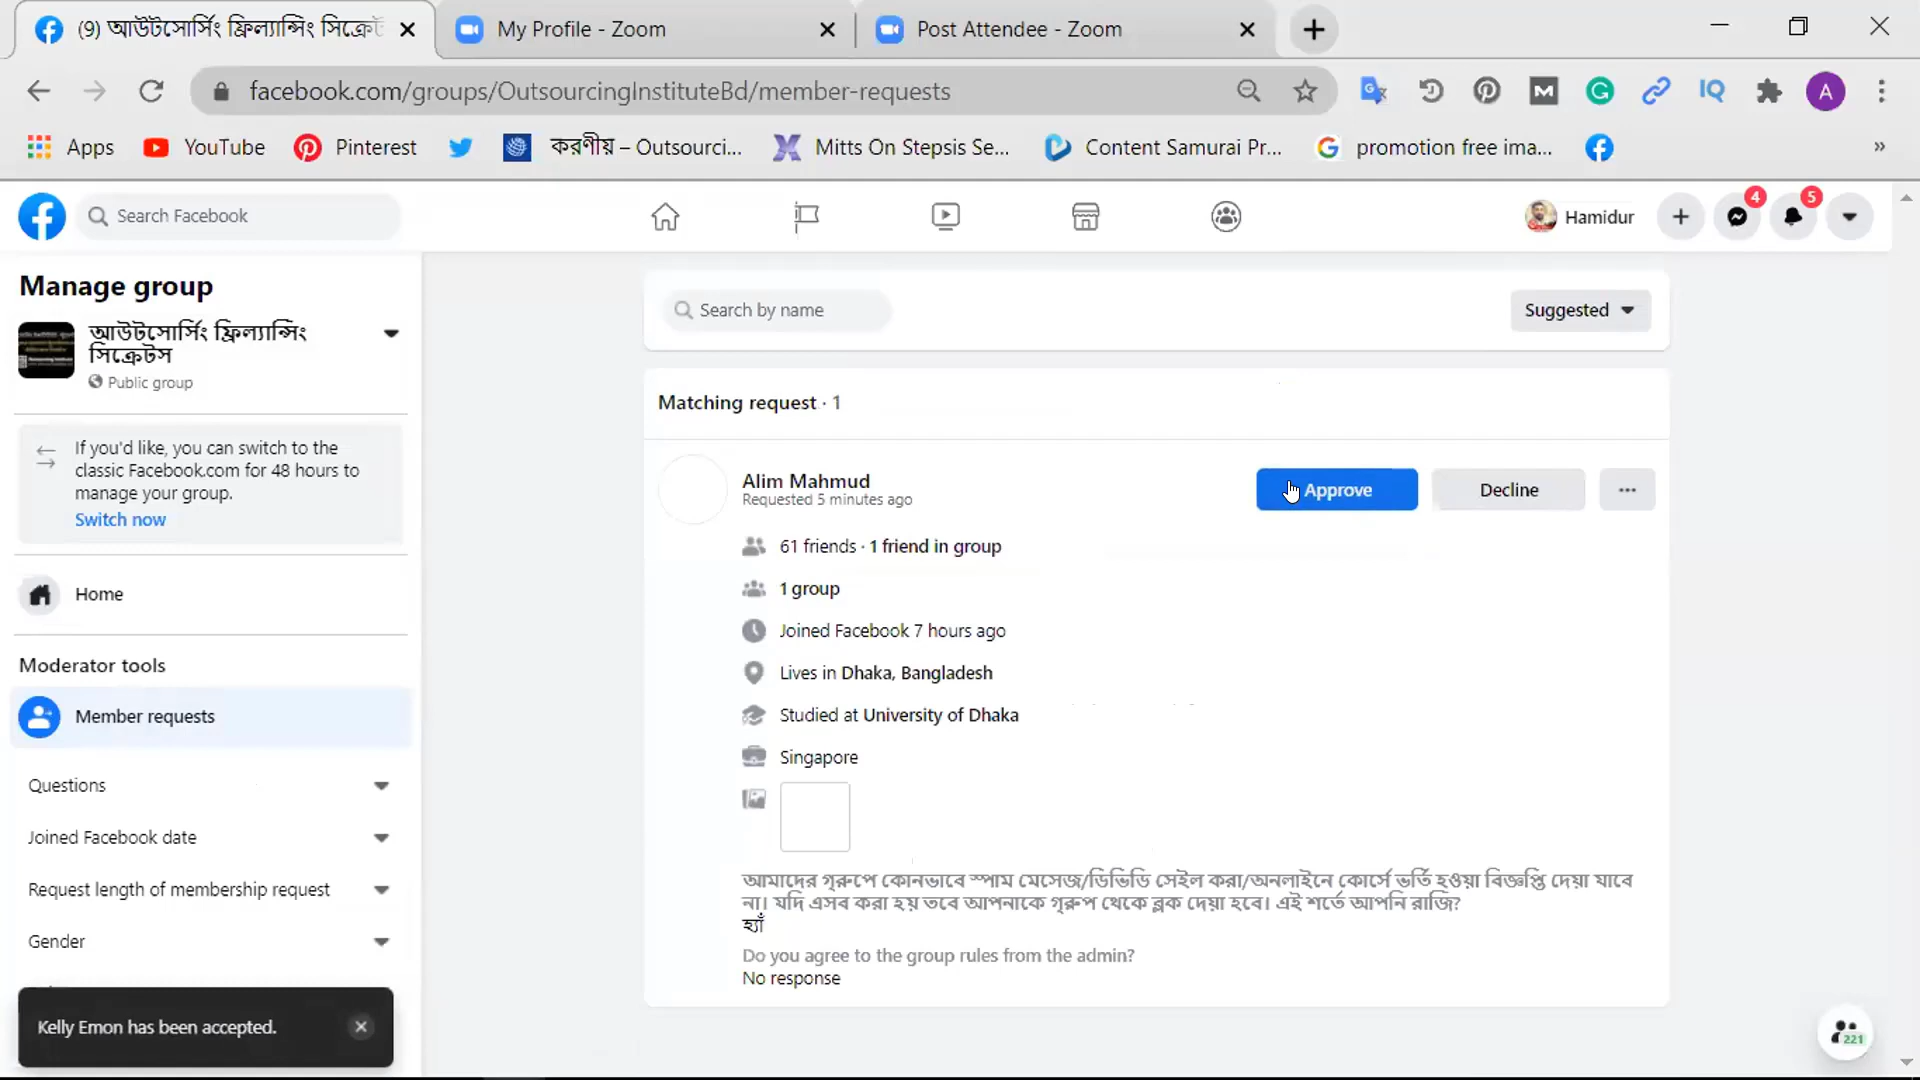 (9) আউটসোর্সিং ফ্রিল্যান্সিং সিক্রেট
My Profile - Zoom
Post Attendee - Zoom
facebook.com/groups/OutsourcingInstituteBd/member-requests
A
Apps
YouTube
Pinterest
করণীয় – Outsourci...
Mitts On Stepsis Se...
Content Samurai Pr...
promotion free ima...
Search Facebook
Hamidur
4
5
Manage group
আউটসোর্সিং ফ্রিল্যান্সিং
সিক্রেটস
Public group
If you'd like, you can switch to the
classic Facebook.com for 48 hours to
manage your group.
Switch now
Home
Moderator tools
Member requests
Questions
Joined Facebook date
Request length of membership request
Gender
Kelly Emon has been accepted.
Search by name
Suggested
Matching request · 1
Alim Mahmud
Requested 5 minutes ago
Approve
Decline
61 friends · 1 friend in group
1 group
Joined Facebook 7 hours ago
Lives in Dhaka, Bangladesh
Studied at University of Dhaka
Singapore
আমাদের গৃরুপে কোনভাবে স্পাম মেসেজ/ডিভিডি সেইল করা/অনলাইনে কোর্সে ভর্তি হওয়া বিজ্ঞপ্তি দেয়া যাবে
না। যদি এসব করা হয় তবে আপনাকে গৃরুপ থেকে ব্লক দেয়া হবে। এই শর্তে আপনি রাজি?
হ্যাঁ
Do you agree to the group rules from the admin?
No response
221